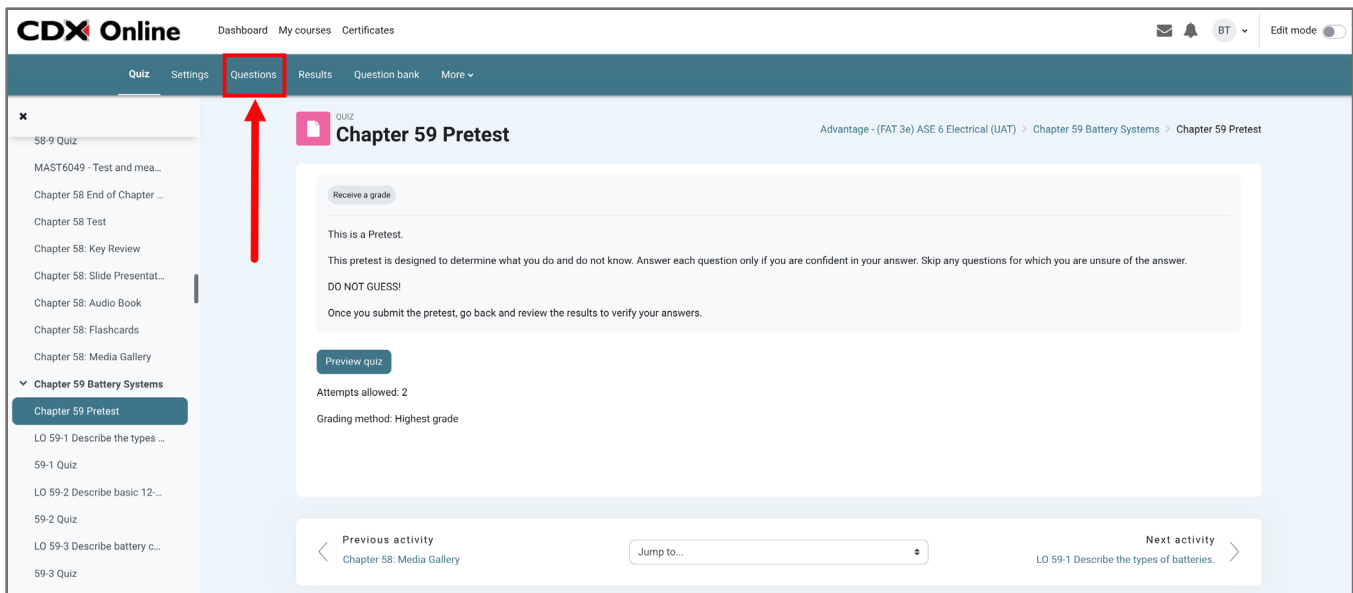 CDX Online
Dashboard My courses Certificates
BT
Edit mode
Quiz Settings Questions Results Question bank More
58-9 Quiz
MAST6049 - Test and mea...
Chapter 58 End of Chapter ...
Chapter 58 Test
Chapter 58: Key Review
Chapter 58: Slide Presentat...
Chapter 58: Audio Book
Chapter 58: Flashcards
Chapter 58: Media Gallery
Chapter 59 Battery Systems
Chapter 59 Pretest
LO 59-1 Describe the types ...
59-1 Quiz
LO 59-2 Describe basic 12-...
59-2 Quiz
LO 59-3 Describe battery c...
59-3 Quiz
QUIZ
Chapter 59 Pretest
Advantage - (FAT 3e) ASE 6 Electrical (UAT) > Chapter 59 Battery Systems > Chapter 59 Pretest
Receive a grade
This is a Pretest.
This pretest is designed to determine what you do and do not know. Answer each question only if you are confident in your answer. Skip any questions for which you are unsure of the answer.
DO NOT GUESS!
Once you submit the pretest, go back and review the results to verify your answers.
Preview quiz
Attempts allowed: 2
Grading method: Highest grade
Previous activity
Chapter 58: Media Gallery
Jump to...
Next activity
LO 59-1 Describe the types of batteries.